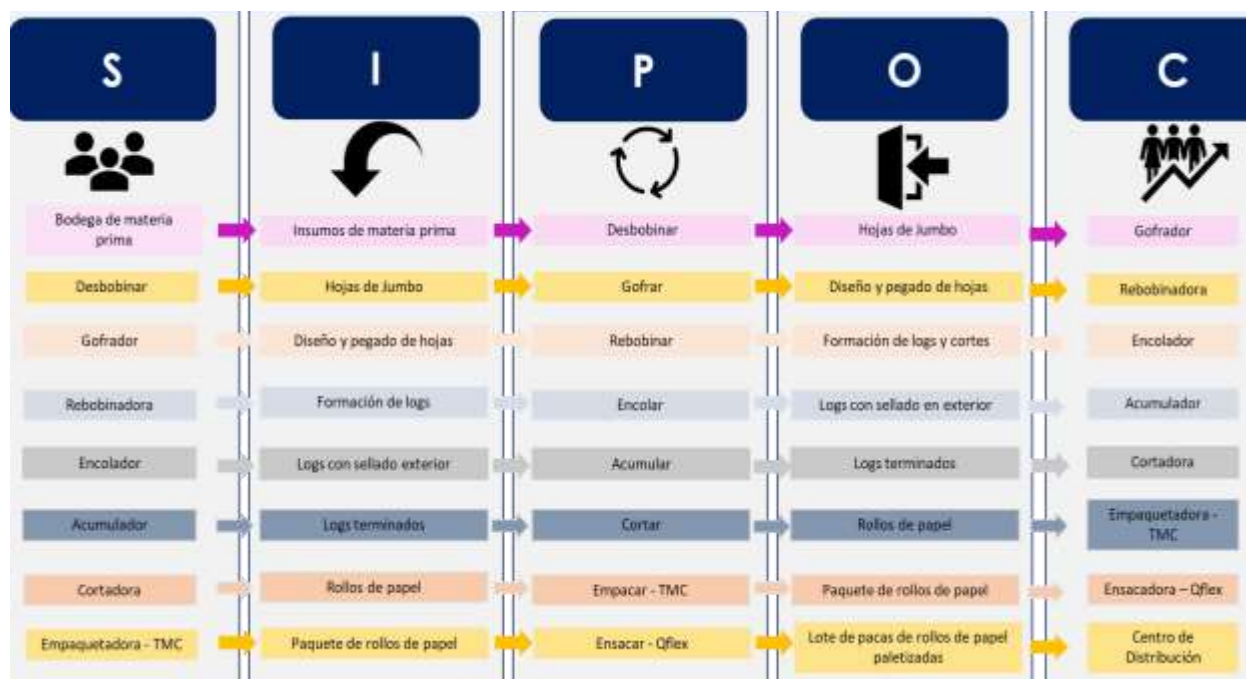 S I P O C
Bodega de materia
prima
Insumos de materia prima
Desbobinar
Hojas de Jumbo
Gofrador
Desbobinar
Hojas de Jumbo
Gofrar
Diseño y pegado de hojas
Rebobinadora
Gofrador
Diseño y pegado de hojas
Rebobinar
Formación de logs y cortes
Encolador
Rebobinadora
Formación de logs
Encolar
Logs con sellado en exterior
Acumulador
Encolador
Logs con sellado exterior
Acumular
Logs terminados
Cortadora
Acumulador
Logs terminados
Cortar
Rollos de papel
Empaquetadora -
TMC
Cortadora
Rollos de papel
Empacar - TMC
Paquete de rollos de papel
Ensacadora – Qflex
Empaquetadora - TMC
Paquete de rollos de papel
Ensacar - Qflex
Lote de pacas de rollos de papel
paletizadas
Centro de
Distribución